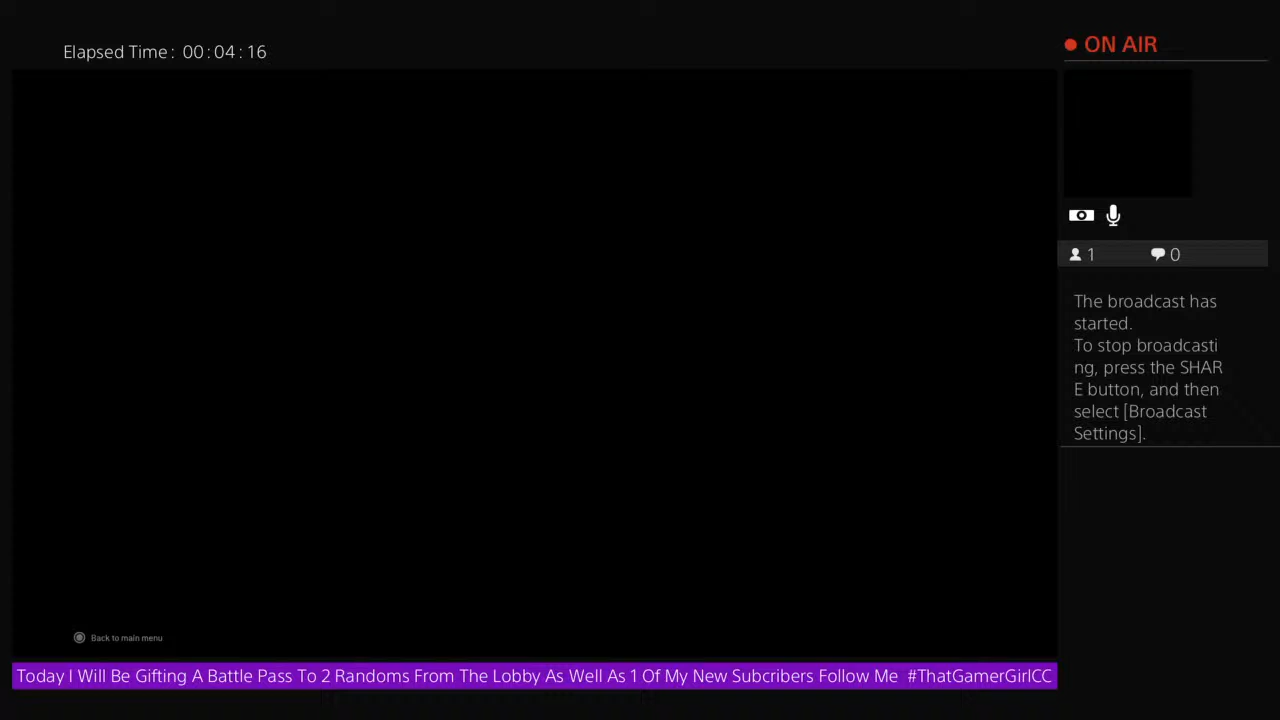 Elapsed Time: 00:04:16
ON AIR
1 0
The broadcast has
started.
To stop broadcasti
ng, press the SHAR
E button, and then
select [Broadcast
Settings].
Back to main menu
Today I Will Be Gifting A Battle Pass To 2 Randoms From The Lobby As Well As 1 Of My New Subcribers Follow Me #ThatGamerGirlCC